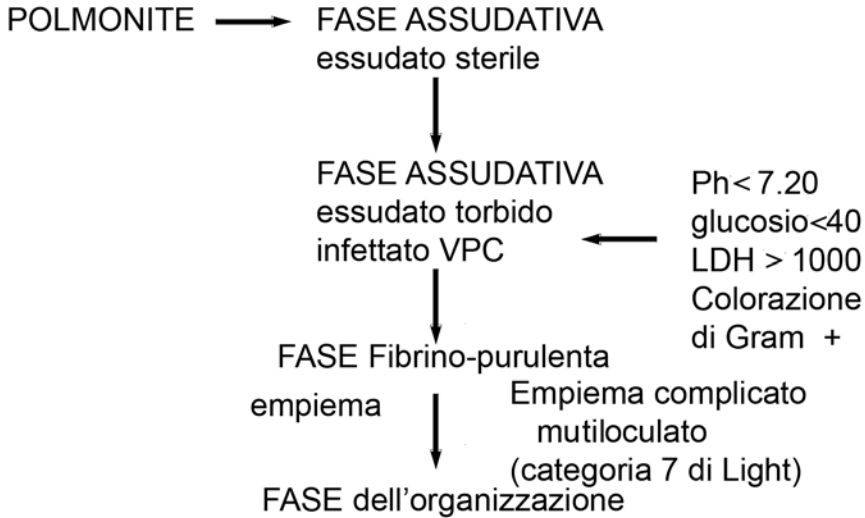 POLMONITE
FASE ASSUDATIVA
essudato sterile
FASE ASSUDATIVA
essudato torbido
infettato VPC
Ph< 7.20
glucosio<40
LDH > 1000
Colorazione
di Gram +
FASE Fibrino-purulenta
empiema
Empiema complicato
mutiloculato
(categoria 7 di Light)
FASE dell'organizzazione